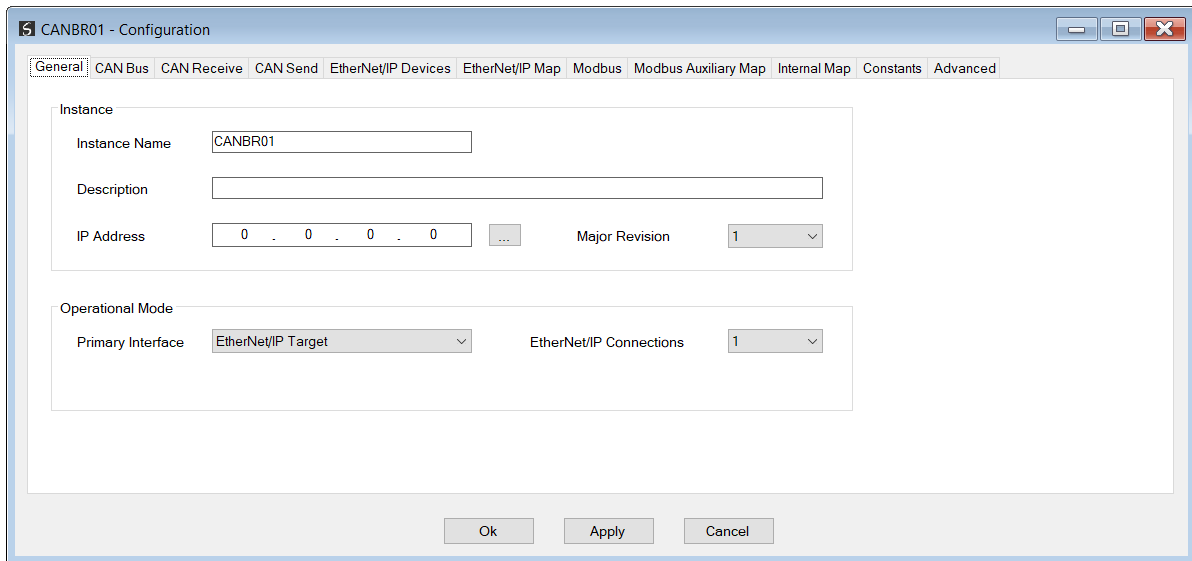 CANBR01 - Configuration
General CAN Bus CAN Receive CAN Send EtherNet/IP Devices EtherNet/IP Map Modbus Modbus Auxiliary Map Internal Map Constants Advanced
Instance
Instance Name CANBR01
Description
IP Address 0 . 0 . 0 . 0 ... Major Revision 1
Operational Mode
Primary Interface EtherNet/IP Target EtherNet/IP Connections 1
Ok Apply Cancel